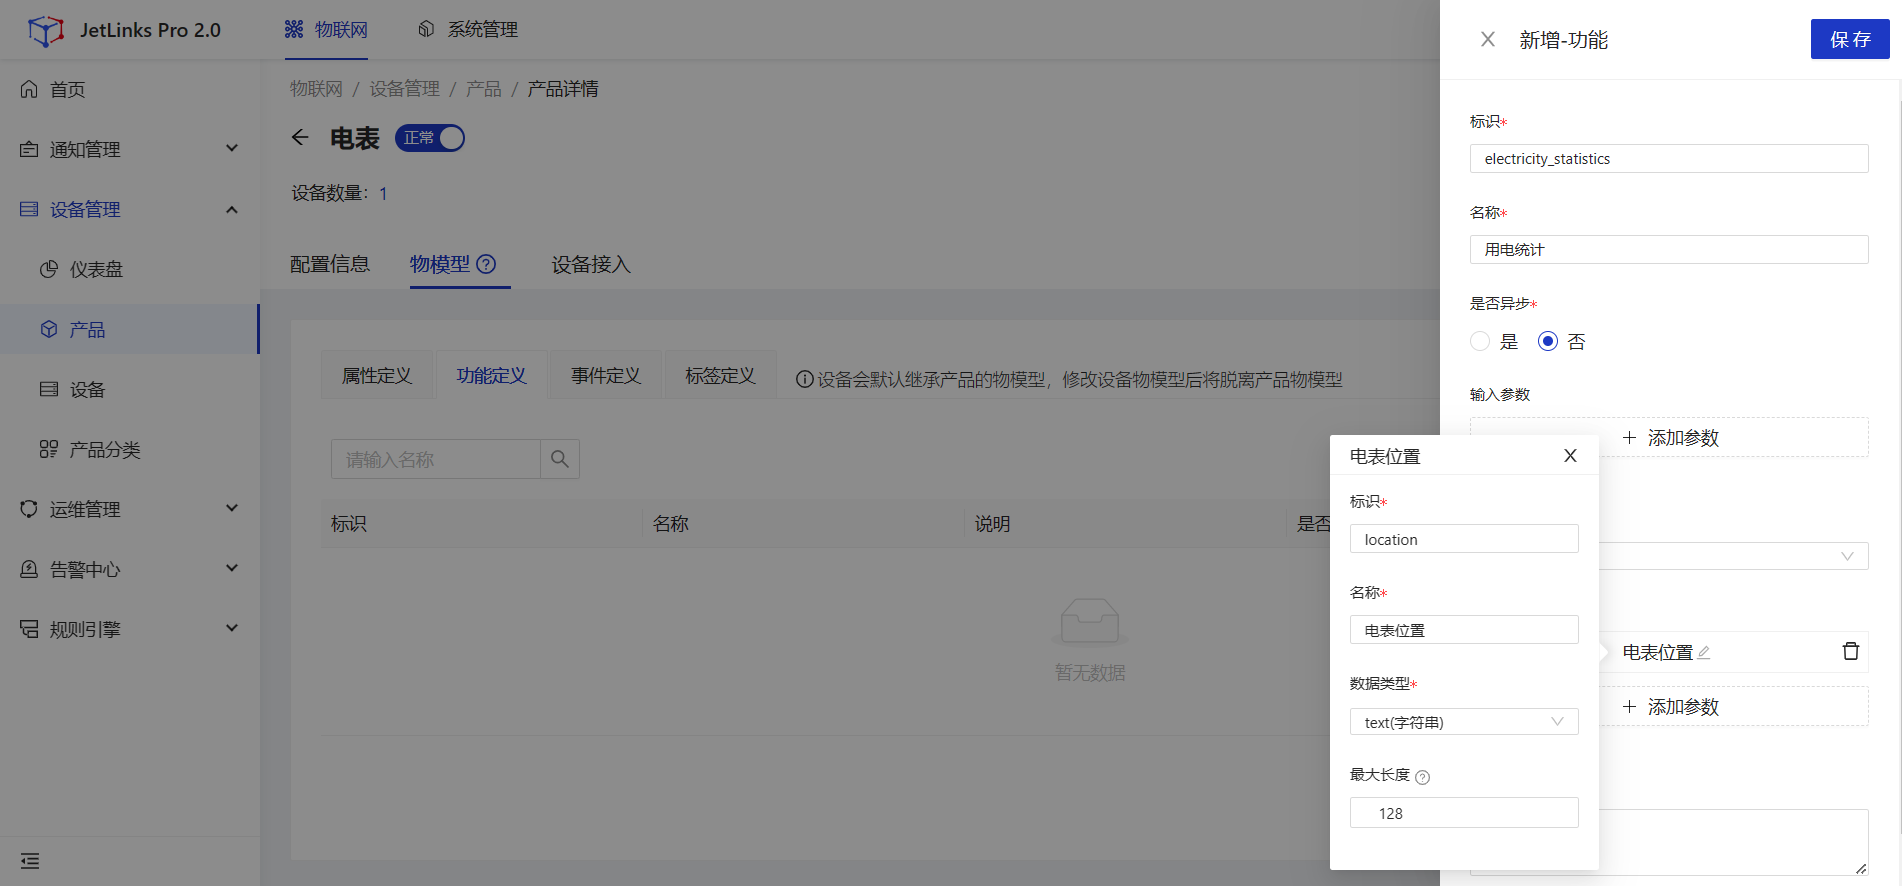 JetLinks Pro 2.0
物联网
系统管理
首页
通知管理
设备管理
仪表盘
产品
设备
产品分类
运维管理
告警中心
规则引擎
物联网 / 设备管理 / 产品 / 产品详情
电表 正常
设备数量: 1
配置信息
物模型
设备接入
属性定义
功能定义
事件定义
标签定义
设备会默认继承产品的物模型，修改设备物模型后将脱离产品物模型
请输入名称
标识
名称
说明
是否
暂无数据
新增-功能
保 存
标识*
electricity_statistics
名称*
用电统计
是否异步*
是
否
输入参数
+ 添加参数
电表位置
+ 添加参数
电表位置
X
标识*
location
名称*
电表位置
数据类型*
text(字符串)
最大长度
128